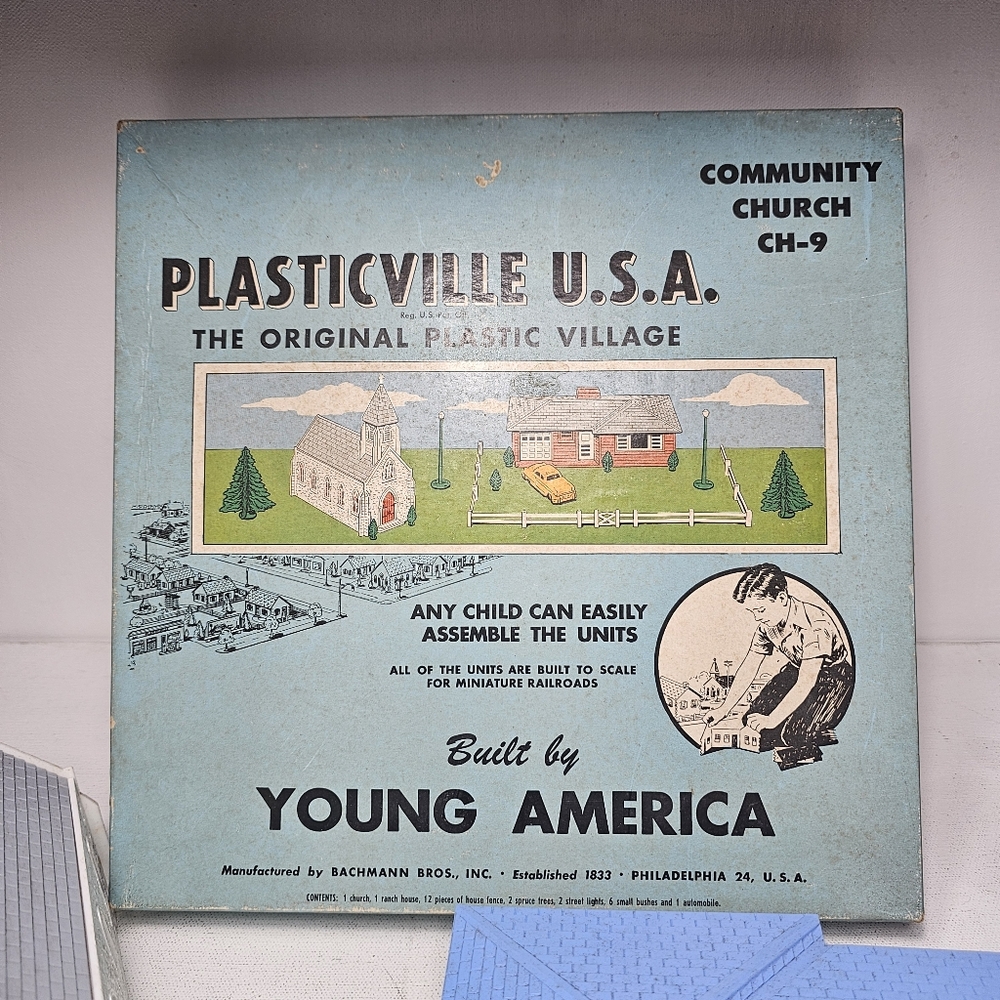 COMMUNITY
CHURCH
CH-9
PLASTICVILLE U.S.A.
Reg. U.S. Pat. Off.
THE ORIGINAL PLASTIC VILLAGE
ANY CHILD CAN EASILY
ASSEMBLE THE UNITS
ALL OF THE UNITS ARE BUILT TO SCALE
FOR MINIATURE RAILROADS
Built by
YOUNG AMERICA
Manufactured by BACHMANN BROS., INC. • Established 1833 • PHILADELPHIA 24, U.S.A.
CONTENTS: 1 church, 1 ranch house, 12 pieces of house fence, 2 spruce trees, 2 street lights, 6 small bushes and 1 automobile.